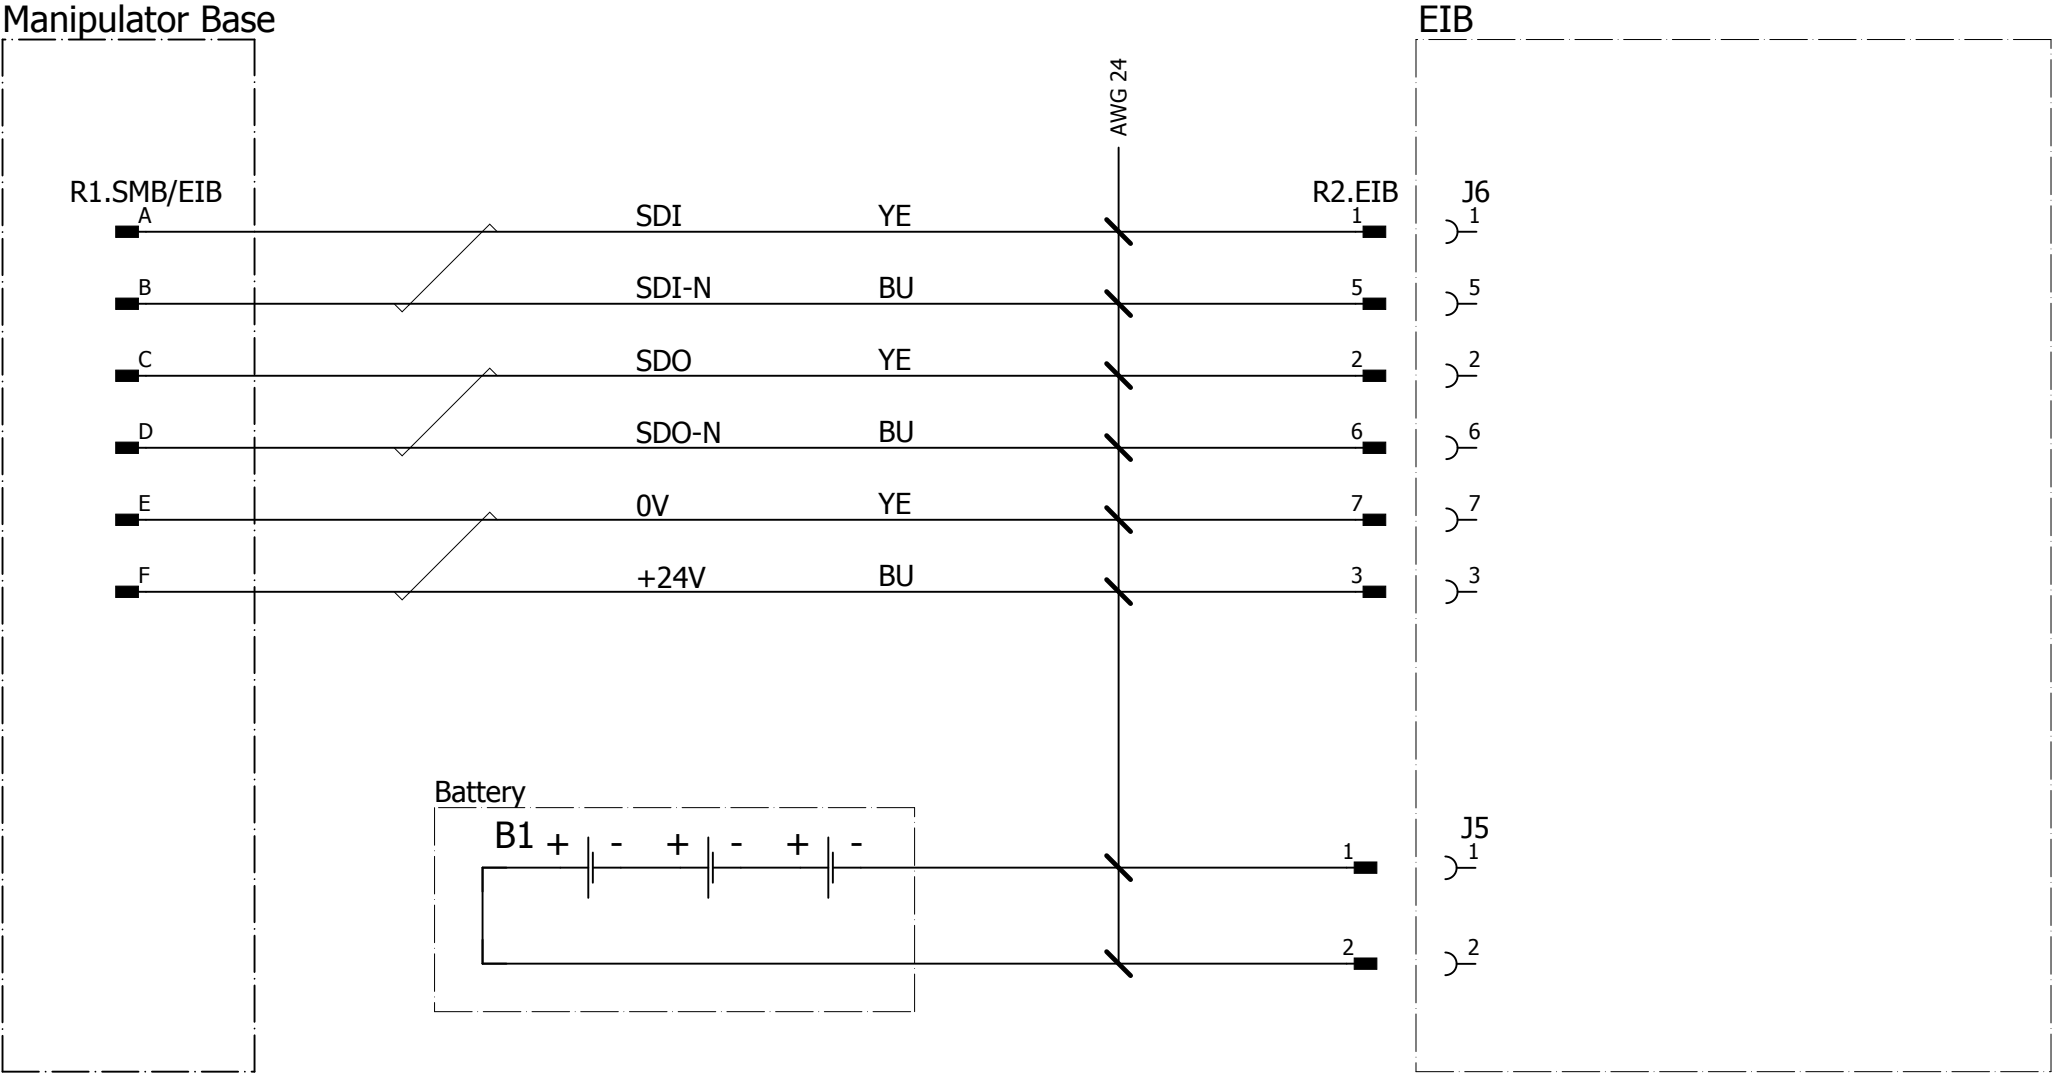 Manipulator Base
EIB
AWG 24
R1.SMB/EIB
R2.EIB
J6
A
SDI
YE
1
1
B
SDI-N
BU
5
5
C
SDO
YE
2
2
D
SDO-N
BU
6
6
E
0V
YE
7
7
F
+24V
BU
3
3
Battery
B1
+ - + - + -
J5
1
1
2
2